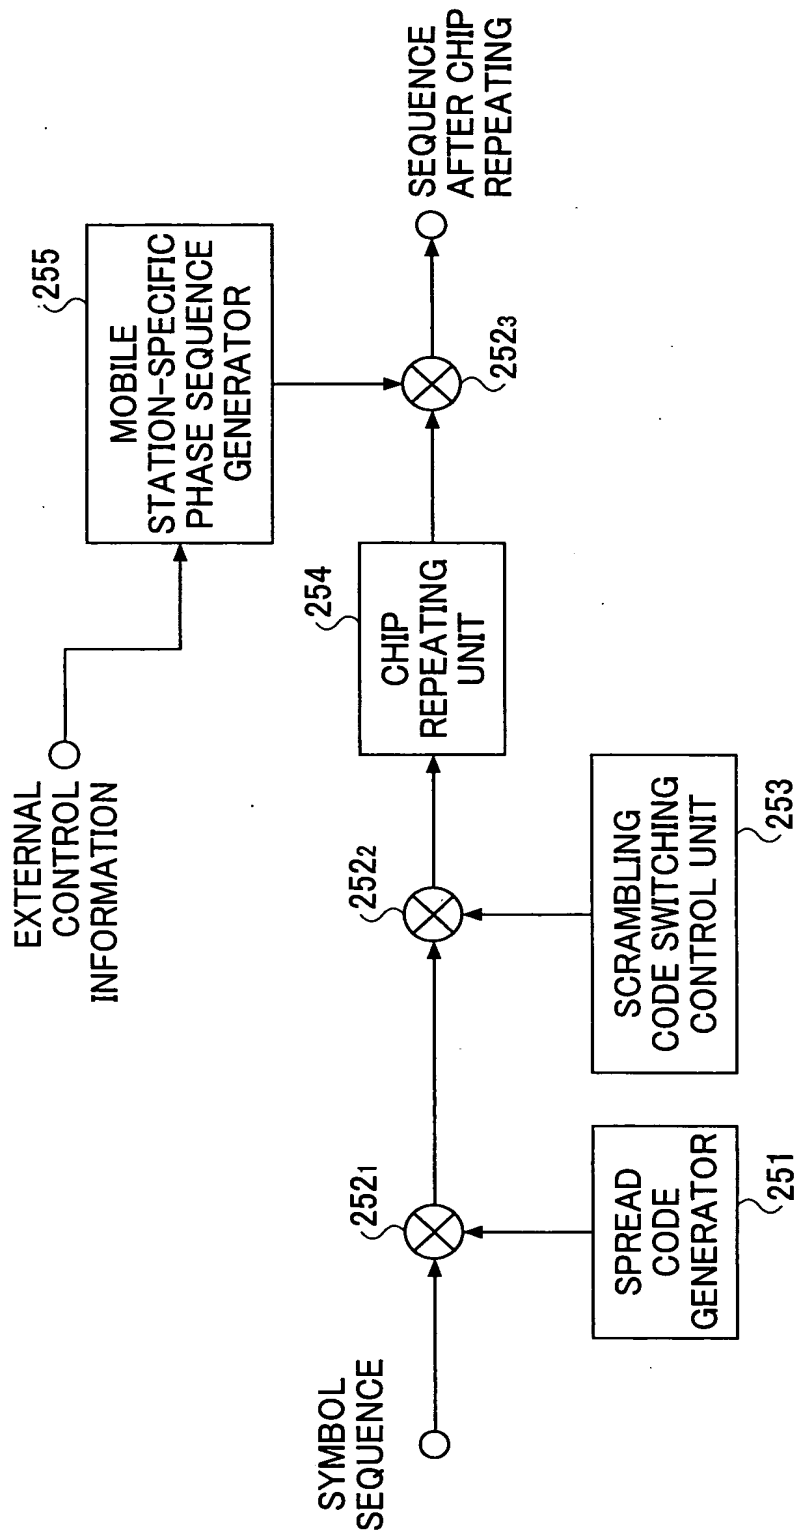 EXTERNAL
CONTROL
INFORMATION
255
MOBILE
STATION-SPECIFIC
PHASE SEQUENCE
GENERATOR
SYMBOL
SEQUENCE
252₁
252₂
254
CHIP
REPEATING
UNIT
252₃
SEQUENCE
AFTER CHIP
REPEATING
SPREAD
CODE
GENERATOR
251
SCRAMBLING
CODE SWITCHING
CONTROL UNIT
253